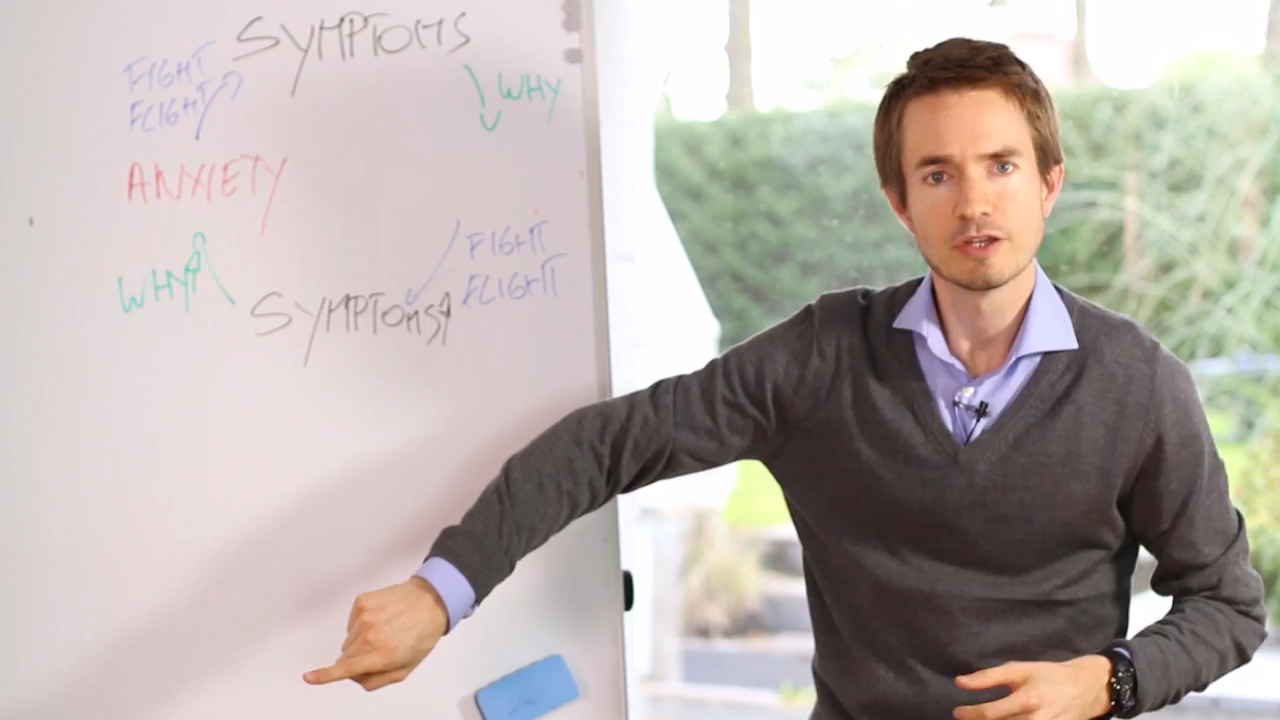 SYMPTOMS
FIGHT
FLIGHT
WHY
ANXIETY
FIGHT
FLIGHT
WHY?
SYMPTOMS